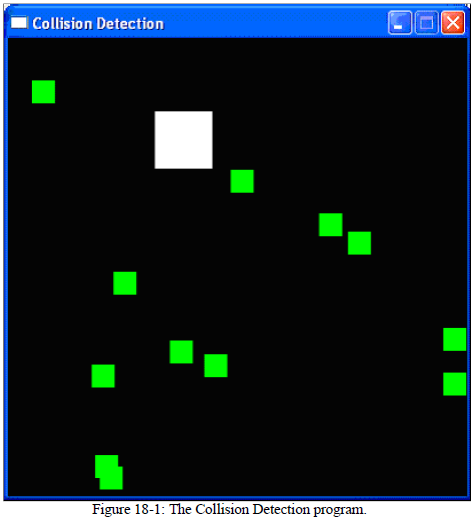 Collision Detection
Figure 18-1: The Collision Detection program.